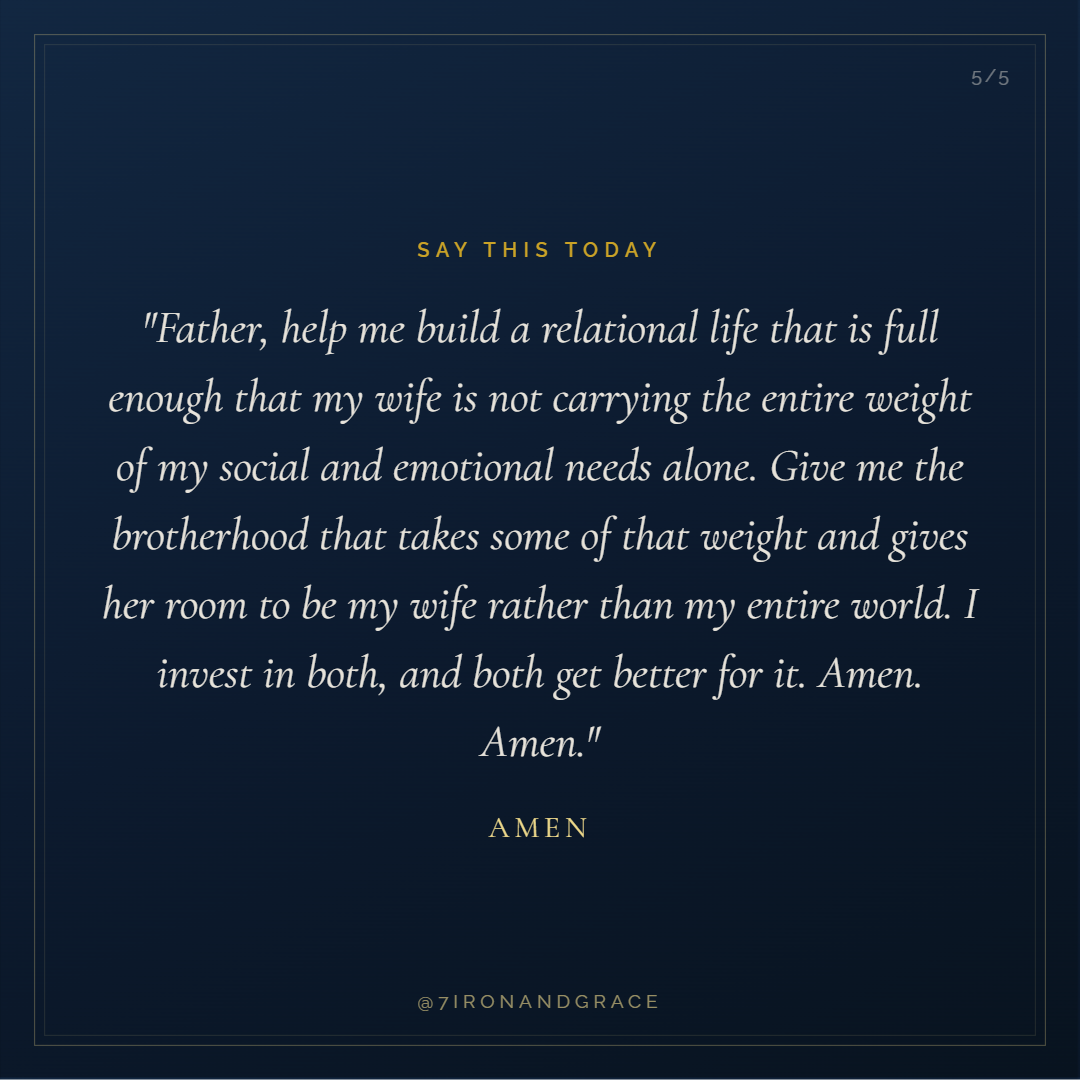 5/5
SAY THIS TODAY
"Father, help me build a relational life that is full
enough that my wife is not carrying the entire weight
of my social and emotional needs alone. Give me the
brotherhood that takes some of that weight and gives
her room to be my wife rather than my entire world. I
invest in both, and both get better for it. Amen.
Amen."
AMEN
@7IRONANDGRACE